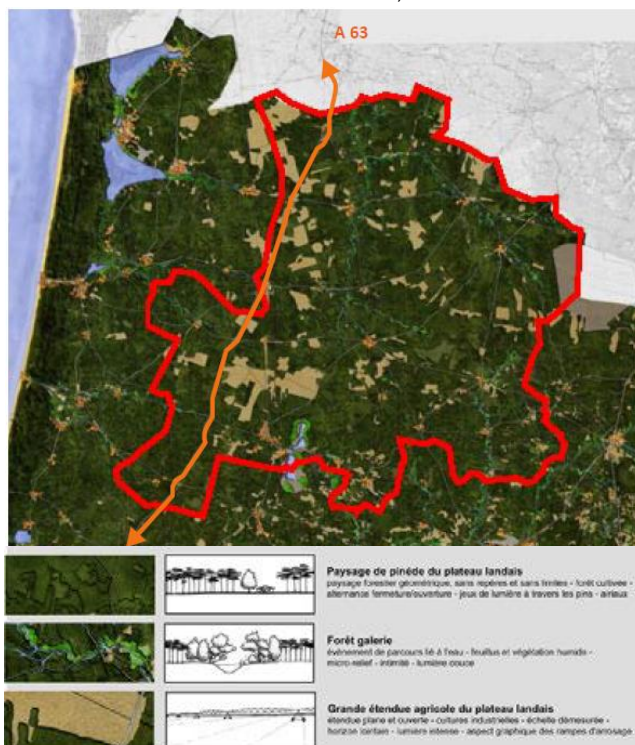 A 63
Paysage de pinède du plateau landais
paysage forestier géométrique, sans repères et sans limites - forêt cultivée -
alternance fermeture/ouverture - jeux de lumière à travers les pins - airiaux
Forêt galerie
événement de parcours lié à l'eau - feuillus et végétation humide -
micro-relief - intimité - lumière douce
Grande étendue agricole du plateau landais
étendue plane et ouverte - cultures industrielles - échelle démesurée -
horizon lointain - lumière intense - aspect graphique des rampes d'arrosage